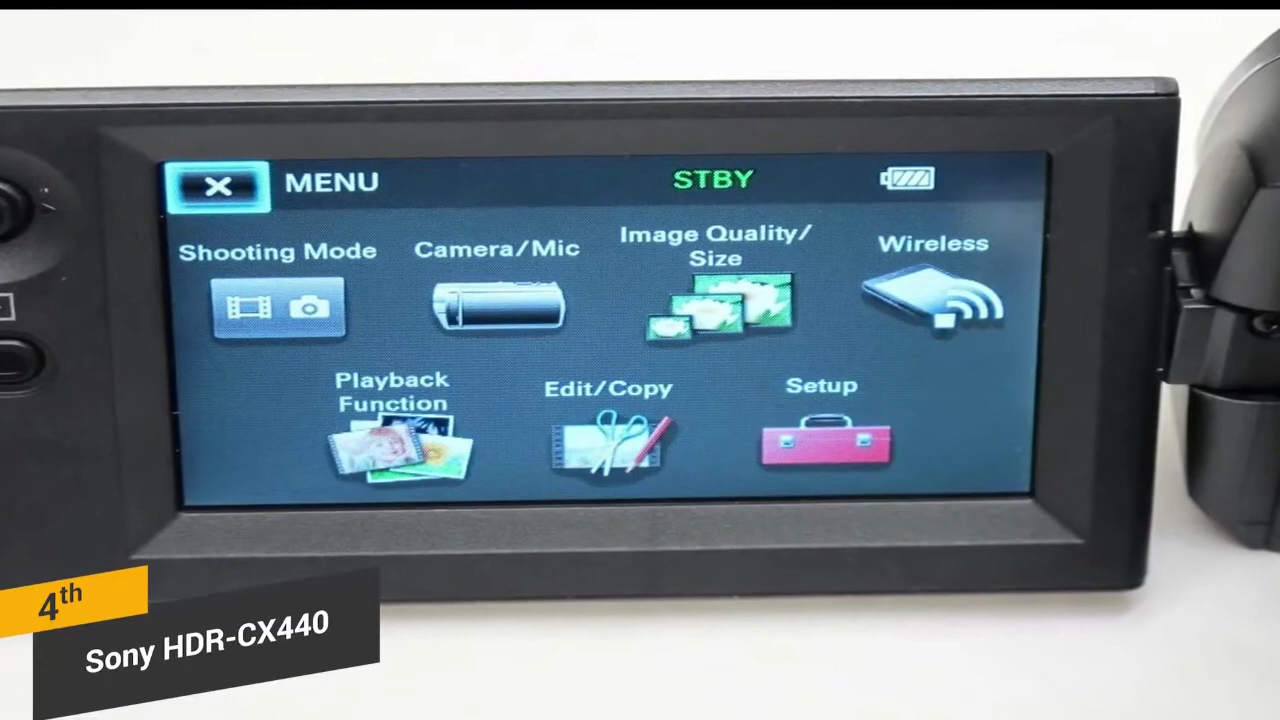 MENU
STBY
Shooting Mode
Camera/Mic
Image Quality/
Size
Wireless
Playback
Function
Edit/Copy
Setup
4th
Sony HDR-CX440